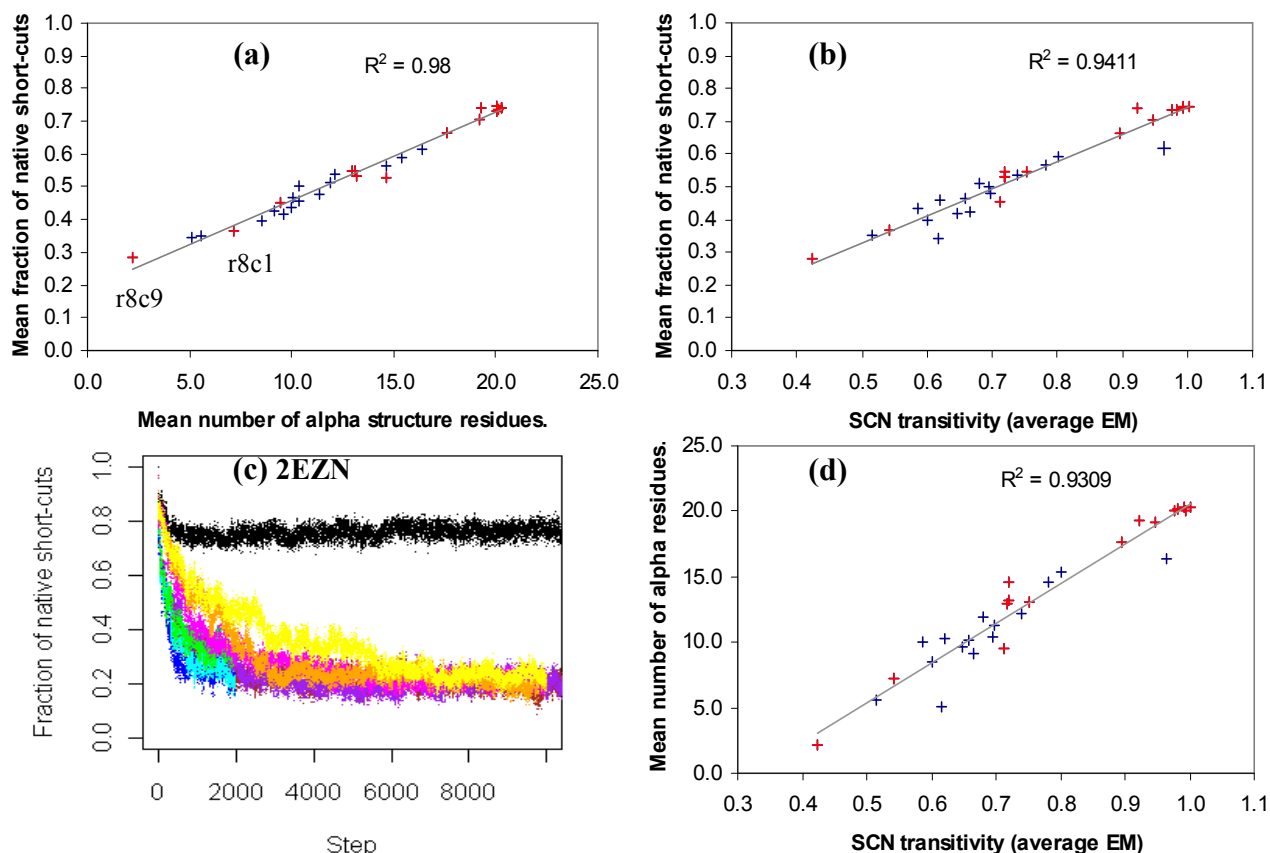 (a)
R² = 0.98
Mean fraction of native short-cuts
1.0
0.9
0.8
0.7
0.6
0.5
0.4
0.3
0.2
0.1
0.0
r8c1
r8c9
0.0 5.0 10.0 15.0 20.0 25.0
Mean number of alpha structure residues.
(b)
R² = 0.9411
Mean fraction of native short-cuts
1.0
0.9
0.8
0.7
0.6
0.5
0.4
0.3
0.2
0.1
0.0
0.3 0.4 0.5 0.6 0.7 0.8 0.9 1.0 1.1
SCN transitivity (average EM)
(c) 2EZN
Fraction of native short-cuts
1.0
0.8
0.6
0.4
0.2
0.0
0 2000 4000 6000 8000
Step
(d)
R² = 0.9309
Mean number of alpha residues.
25.0
20.0
15.0
10.0
5.0
0.0
0.3 0.4 0.5 0.6 0.7 0.8 0.9 1.0 1.1
SCN transitivity (average EM)